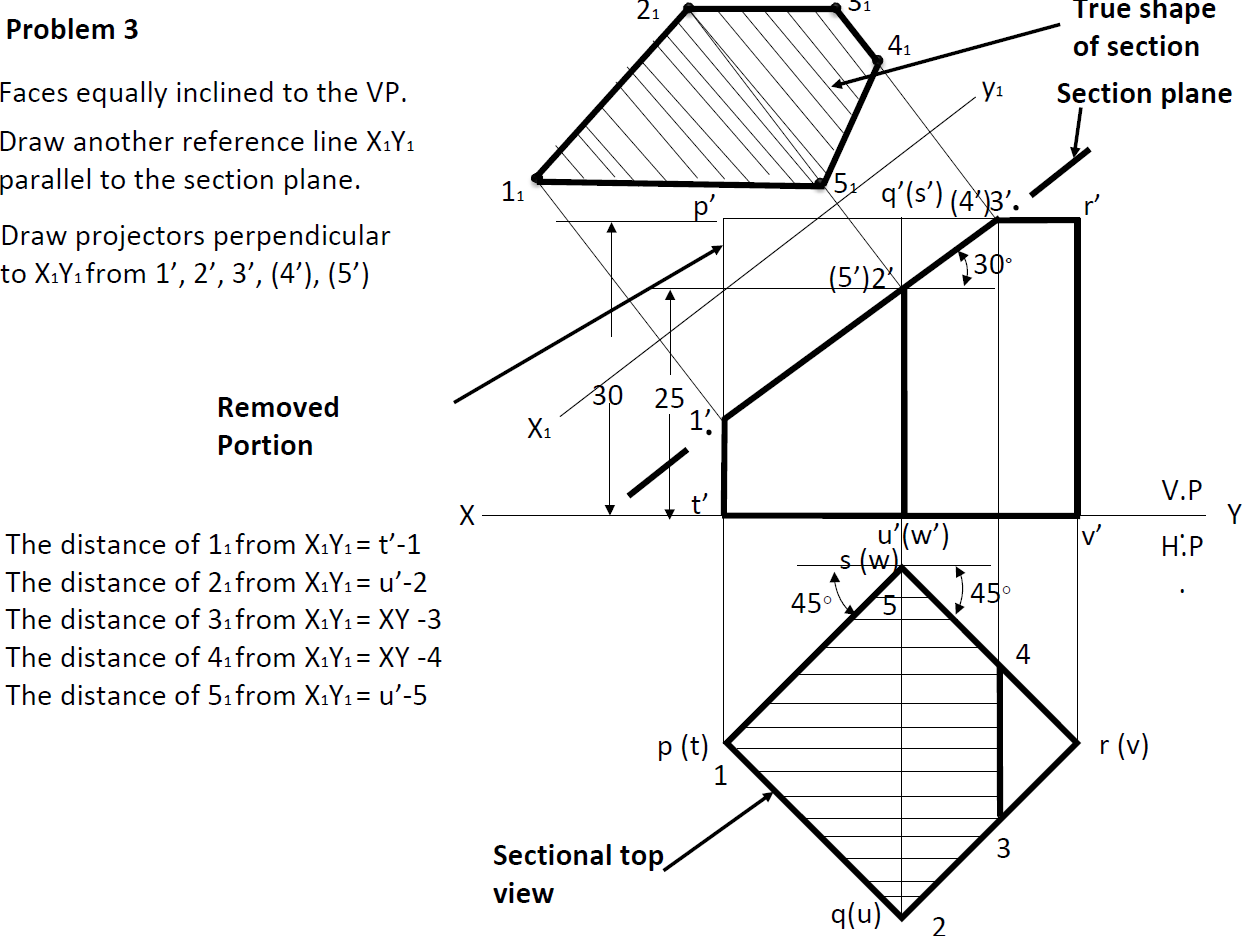 Problem 3
Faces equally inclined to the VP.
Draw another reference line X₁Y₁
parallel to the section plane.
Draw projectors perpendicular
to X₁Y₁ from 1’, 2’, 3’, (4’), (5’)
Removed
Portion
The distance of 1₁ from X₁Y₁ = t’-1
The distance of 2₁ from X₁Y₁ = u’-2
The distance of 3₁ from X₁Y₁ = XY -3
The distance of 4₁ from X₁Y₁ = XY -4
The distance of 5₁ from X₁Y₁ = u’-5
2₁
3₁
True shape
of section
4₁
y₁
Section plane
1₁
5₁
p’
q’(s’)
(4’)3’
r’
(5’)2’
30°
30
25
1’
X₁
t’
X
V.P
Y
u’(w’)
v’
H.P
s (w)
45°
5
45°
4
p (t)
r (v)
1
3
Sectional top
view
q(u)
2